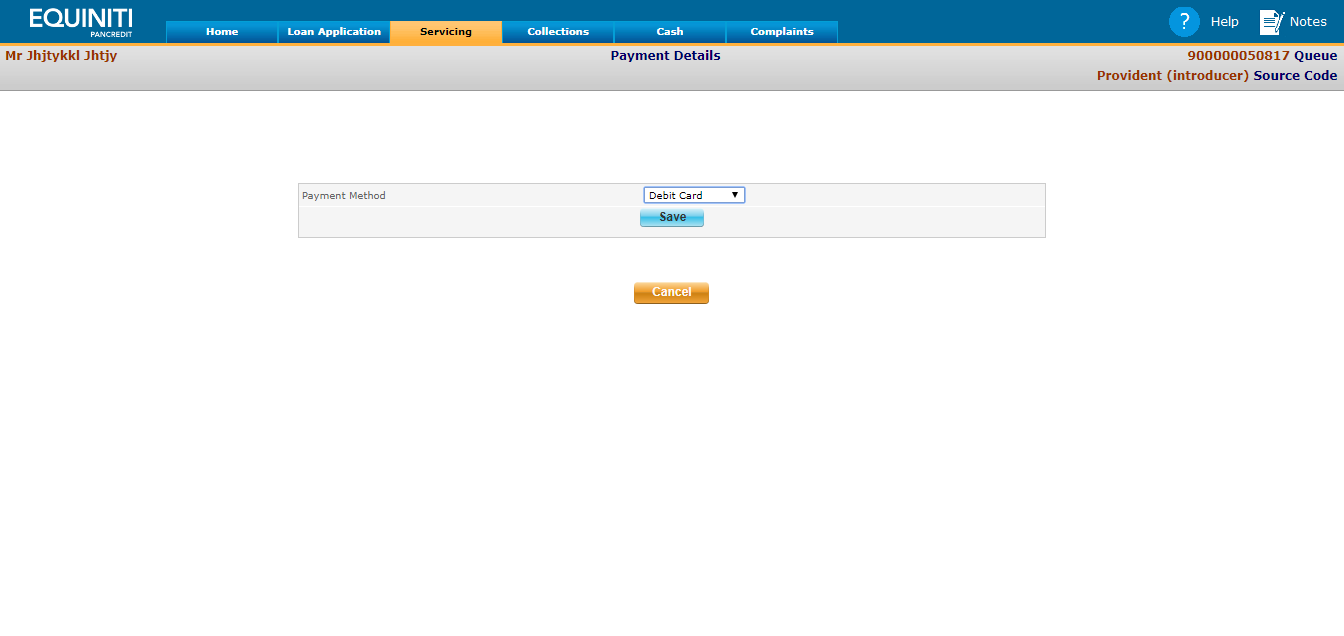 EQUINITI
PANCREDIT
Home Loan Application Servicing Collections Cash Complaints
? Help Notes
Mr Jhjtykkl Jhtjy Payment Details 900000050817 Queue
Provident (introducer) Source Code
Payment Method Debit Card
Save
Cancel